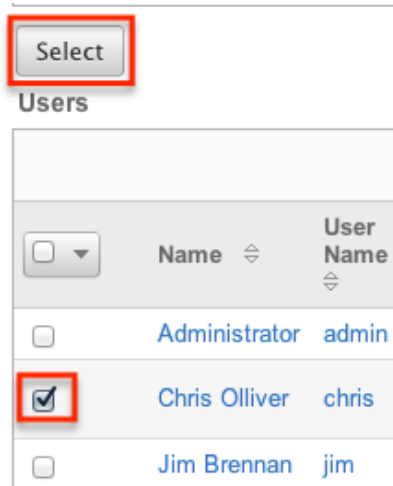 Select
Users
Name User Name
Administrator admin
Chris Olliver chris
Jim Brennan jim